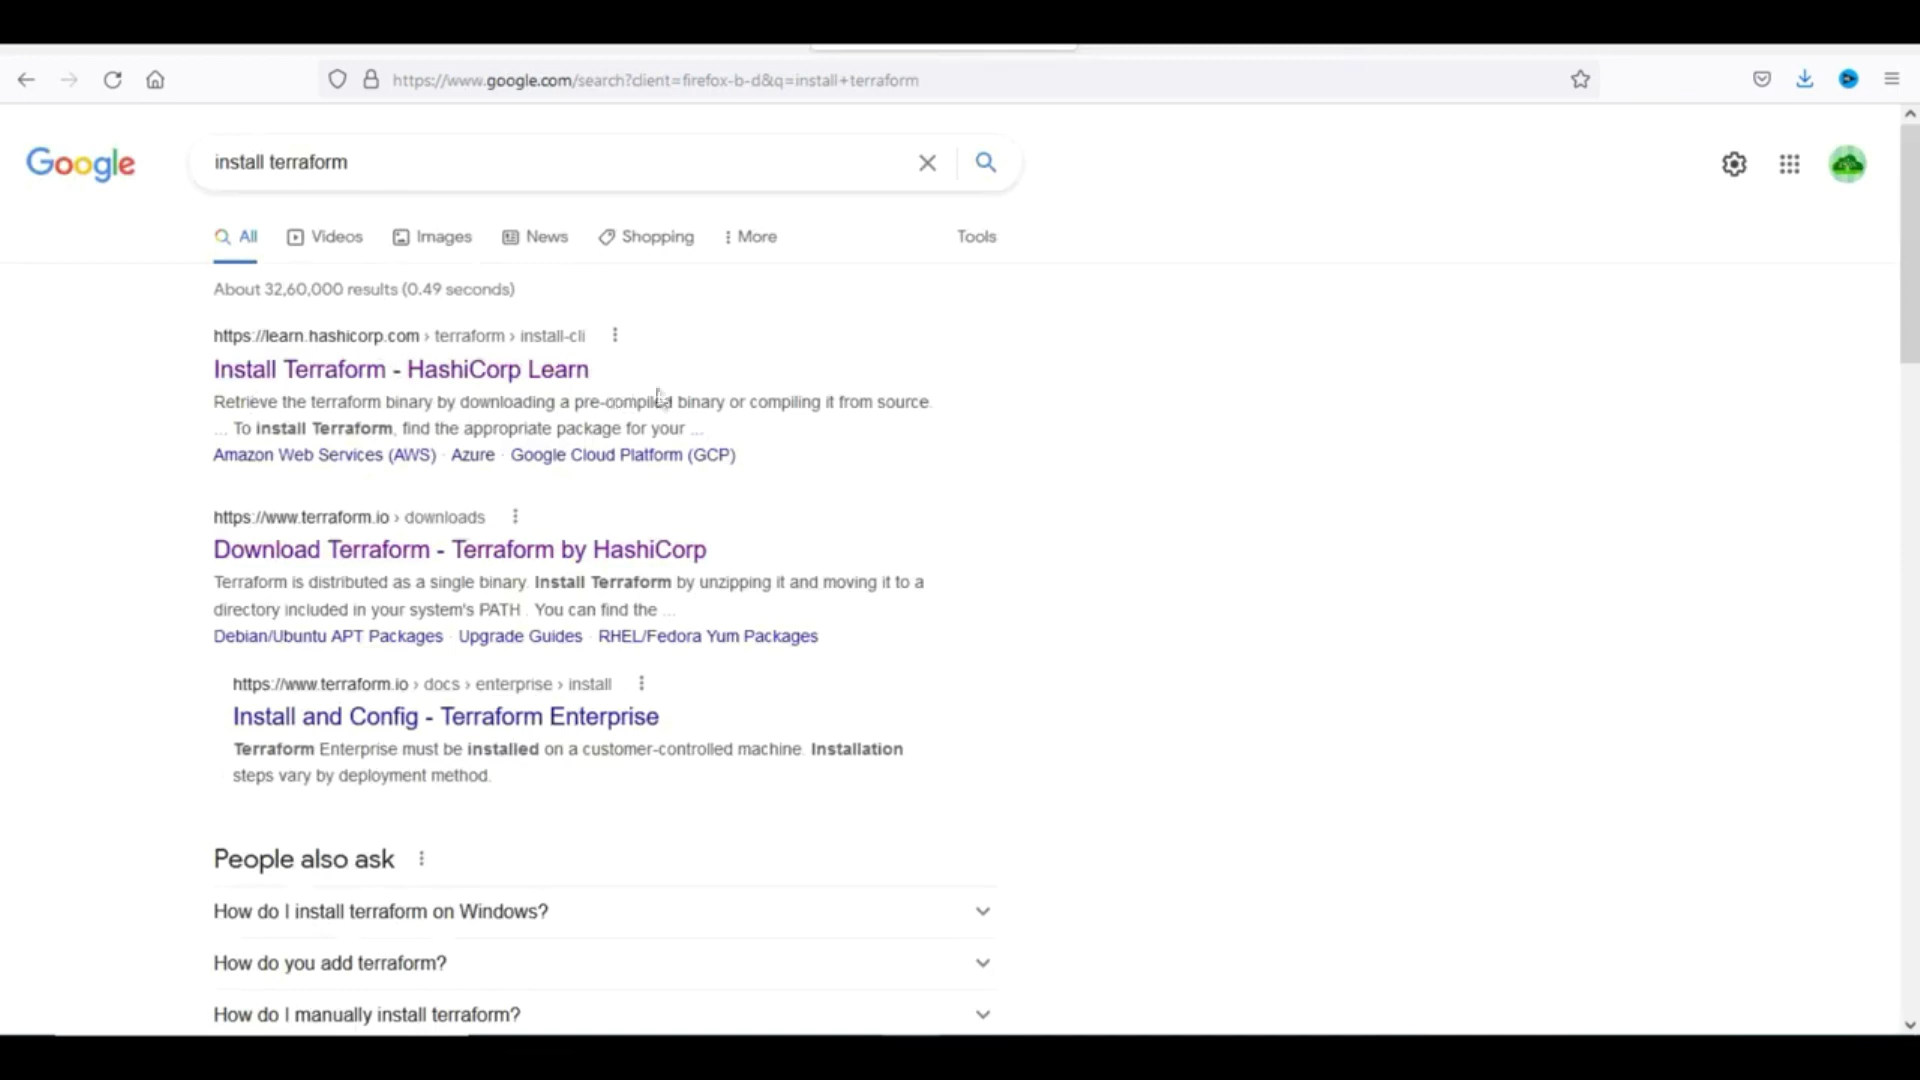 https://www.google.com/search?client=firefox-b-d&q=install+terraform
Google
install terraform
All
Videos
Images
News
Shopping
More
Tools
About 32,60,000 results (0.49 seconds)
https://learn.hashicorp.com › terraform › install-cli
Install Terraform - HashiCorp Learn
Retrieve the terraform binary by downloading a pre-compiled binary or compiling it from source.
... To install Terraform, find the appropriate package for your ...
Amazon Web Services (AWS) · Azure · Google Cloud Platform (GCP)
https://www.terraform.io › downloads
Download Terraform - Terraform by HashiCorp
Terraform is distributed as a single binary. Install Terraform by unzipping it and moving it to a
directory included in your system's PATH . You can find the ...
Debian/Ubuntu APT Packages · Upgrade Guides · RHEL/Fedora Yum Packages
https://www.terraform.io › docs › enterprise › install
Install and Config - Terraform Enterprise
Terraform Enterprise must be installed on a customer-controlled machine. Installation
steps vary by deployment method.
People also ask
How do I install terraform on Windows?
How do you add terraform?
How do I manually install terraform?